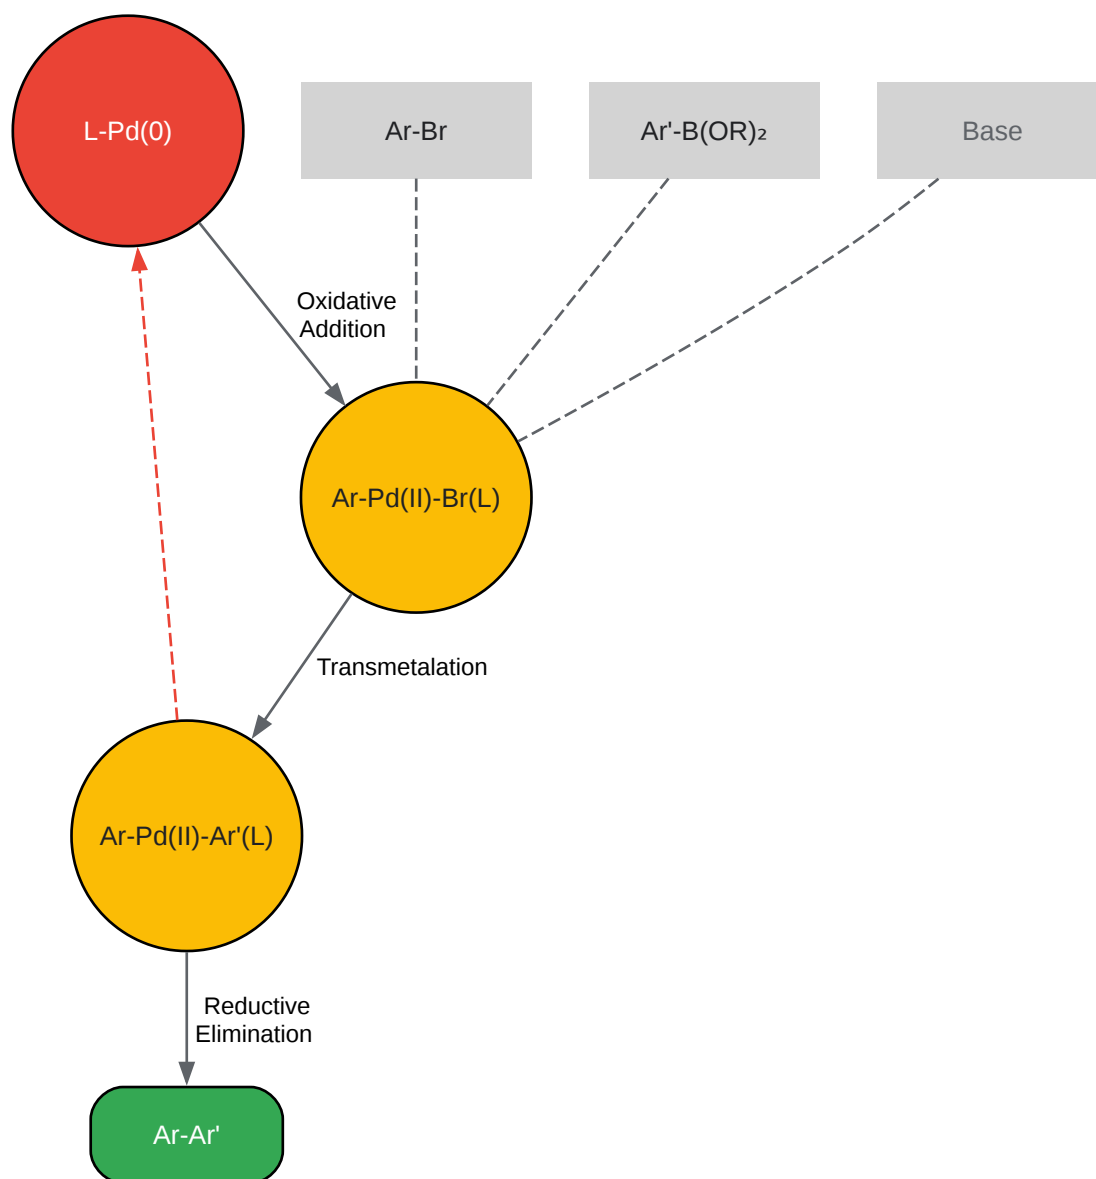 L-Pd(0)
Ar-Br
Ar'-B(OR)₂
Base
Oxidative
Addition
Ar-Pd(II)-Br(L)
Transmetalation
Ar-Pd(II)-Ar'(L)
Reductive
Elimination
Ar-Ar'